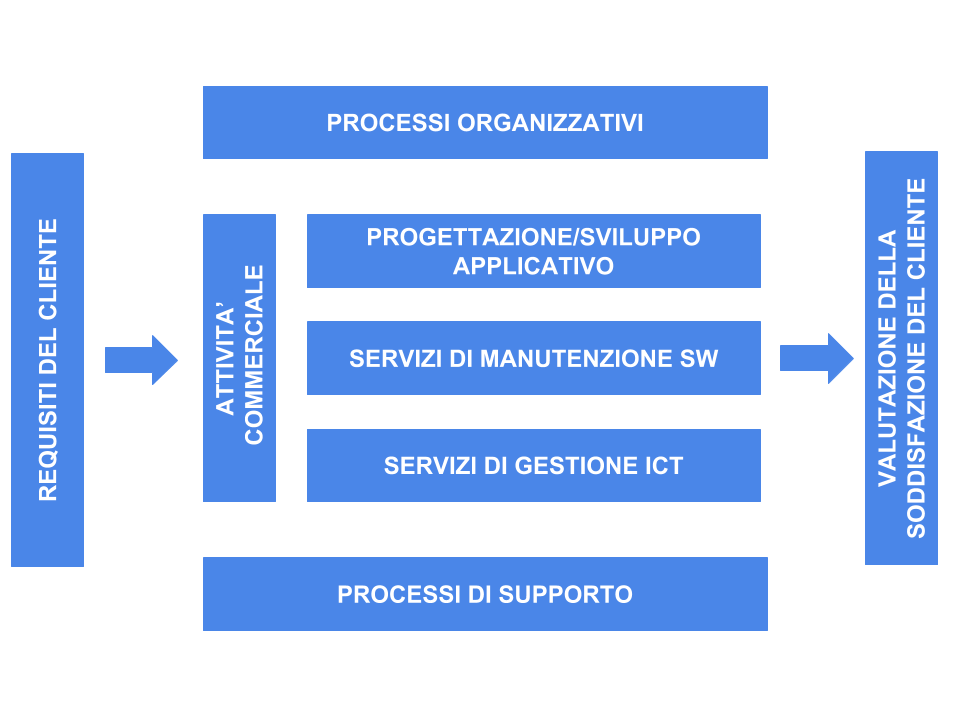 PROCESSI ORGANIZZATIVI
REQUISITI DEL CLIENTE
ATTIVITA’
COMMERCIALE
PROGETTAZIONE/SVILUPPO
APPLICATIVO
SERVIZI DI MANUTENZIONE SW
SERVIZI DI GESTIONE ICT
VALUTAZIONE DELLA
SODDISFAZIONE DEL CLIENTE
PROCESSI DI SUPPORTO